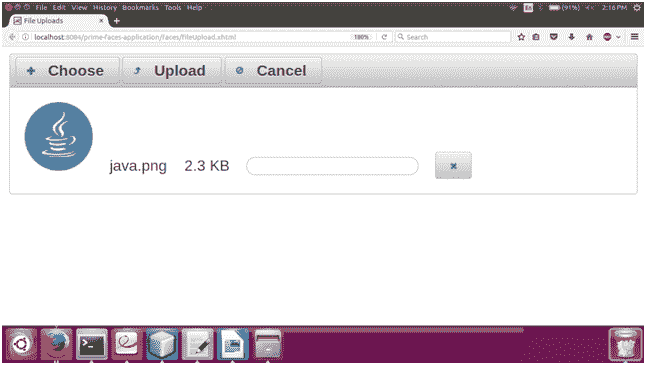 File Edit View History Bookmarks Tools Help
En
(91%)
2:16 PM
File Uploads
localhost:8084/prime-faces-application/faces/FileUpload.xhtml
180%
Search
Choose
Upload
Cancel
java.png
2.3 KB